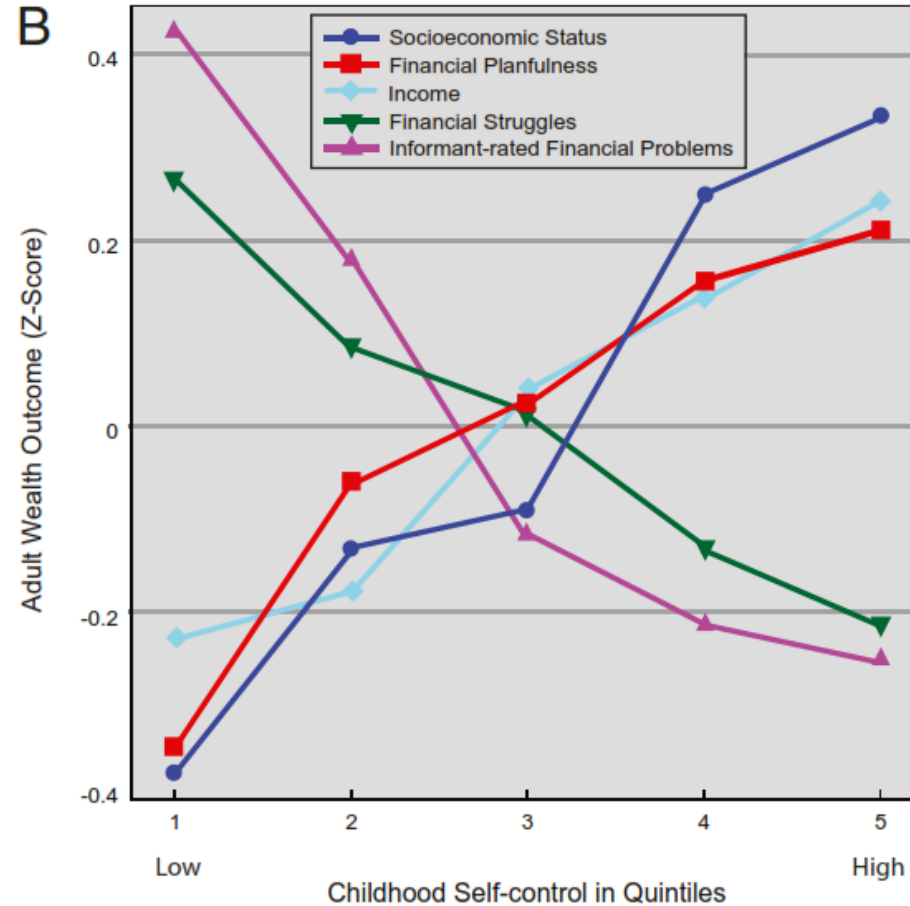 B
Socioeconomic Status
Financial Planfulness
Income
Financial Struggles
Informant-rated Financial Problems
Adult Wealth Outcome (Z-Score)
0.4
0.2
0
-0.2
-0.4
1 2 3 4 5
Low High
Childhood Self-control in Quintiles